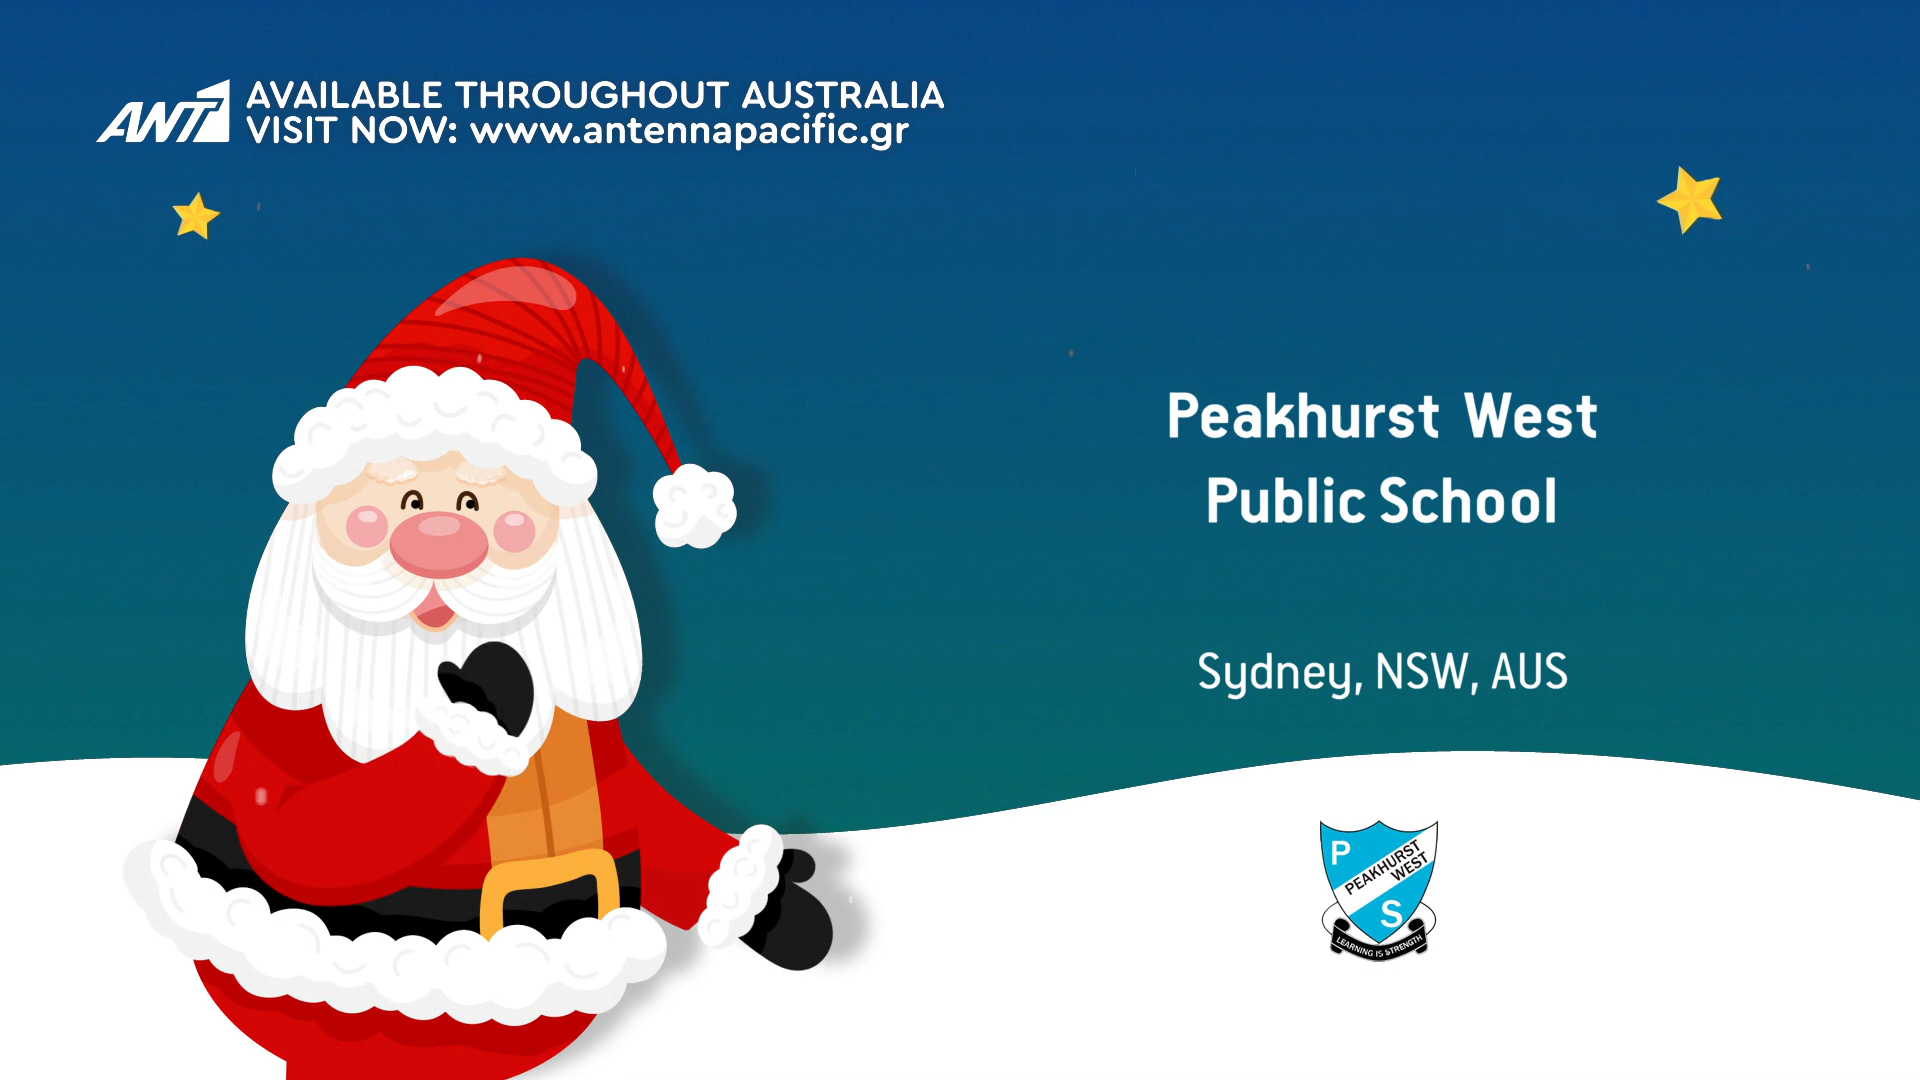 ANT1
AVAILABLE THROUGHOUT AUSTRALIA
VISIT NOW: www.antennapacific.gr
Peakhurst West
Public School
Sydney, NSW, AUS
P
PEAKHURST
WEST
S
LEARNING IS STRENGTH